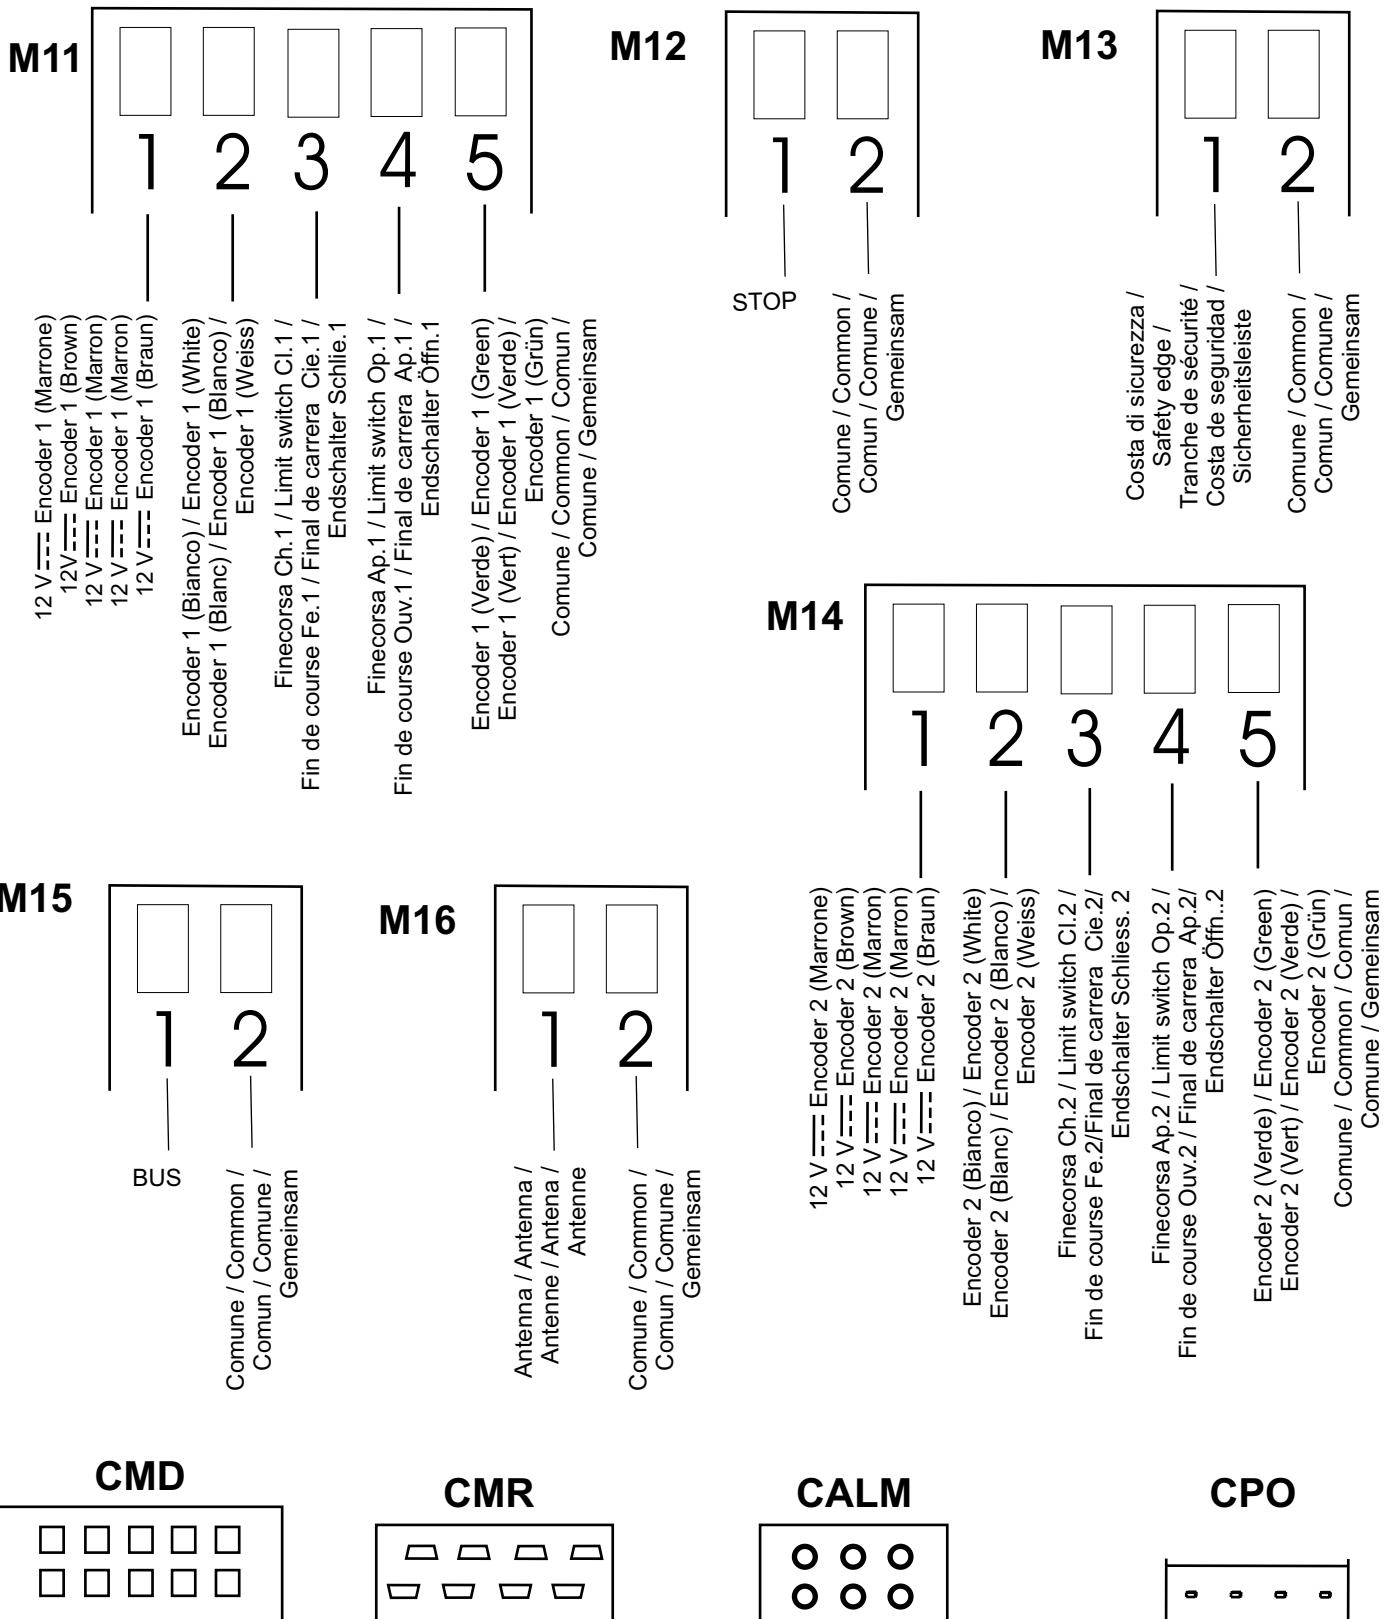 M11
1 2 3 4 5
12 V Encoder 1 (Marrone)
12V Encoder 1 (Brown)
12 V Encoder 1 (Marron)
12 V Encoder 1 (Marron)
12 V Encoder 1 (Braun)
Encoder 1 (Bianco) / Encoder 1 (White)
Encoder 1 (Blanc) / Encoder 1 (Blanco) /
Encoder 1 (Weiss)
Finecorsa Ch.1 / Limit switch Cl.1 /
Fin de course Fe.1 / Final de carrera Cie.1 /
Endschalter Schlie.1
Finecorsa Ap.1 / Limit switch Op.1 /
Fin de course Ouv.1 / Final de carrera Ap.1 /
Endschalter Öffn.1
Encoder 1 (Verde) / Encoder 1 (Green)
Encoder 1 (Vert) / Encoder 1 (Verde) /
Encoder 1 (Grün)
Comune / Common / Comun /
Comune / Gemeinsam
M12
1 2
STOP
Comune / Common /
Comun / Comune /
Gemeinsam
M13
1 2
Costa di sicurezza /
Safety edge /
Tranche de sécurité /
Costa de seguridad /
Sicherheitsleiste
Comune / Common /
Comun / Comune /
Gemeinsam
M14
1 2 3 4 5
12 V Encoder 2 (Marrone)
12 V Encoder 2 (Brown)
12 V Encoder 2 (Marron)
12 V Encoder 2 (Marron)
12 V Encoder 2 (Braun)
Encoder 2 (Bianco) / Encoder 2 (White)
Encoder 2 (Blanc) / Encoder 2 (Blanco) /
Encoder 2 (Weiss)
Finecorsa Ch.2 / Limit switch Cl.2 /
Fin de course Fe.2/Final de carrera Cie.2/
Endschalter Schliess. 2
Finecorsa Ap.2 / Limit switch Op.2 /
Fin de course Ouv.2 / Final de carrera Ap.2/
Endschalter Öffn..2
Encoder 2 (Verde) / Encoder 2 (Green)
Encoder 2 (Vert) / Encoder 2 (Verde) /
Encoder 2 (Grün)
Comune / Common / Comun /
Comune / Gemeinsam
M15
1 2
BUS
Comune / Common /
Comun / Comune /
Gemeinsam
M16
1 2
Antenna / Antenna /
Antenne / Antena /
Antenne
Comune / Common /
Comun / Comune /
Gemeinsam
CMD
CMR
CALM
CPO